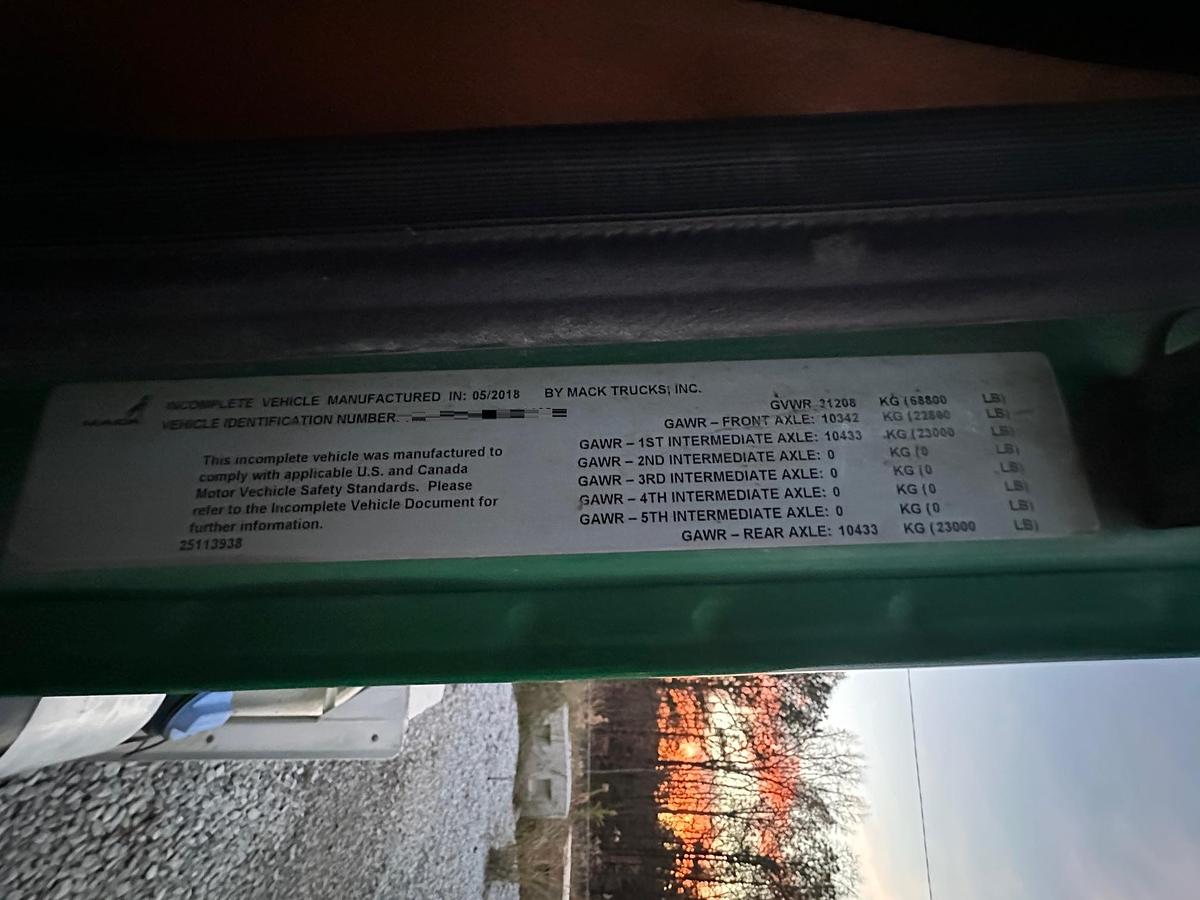 MACK
INCOMPLETE VEHICLE MANUFACTURED IN: 05/2018 BY MACK TRUCKS, INC.
VEHICLE IDENTIFICATION NUMBER
This incomplete vehicle was manufactured to
comply with applicable U.S. and Canada
Motor Vechicle Safety Standards. Please
refer to the Incomplete Vehicle Document for
further information.
25113938
GVWR 31208 KG (68800 LB)
GAWR – FRONT AXLE: 10342 KG (22800 LB)
GAWR – 1ST INTERMEDIATE AXLE: 10433 KG (23000 LB)
GAWR – 2ND INTERMEDIATE AXLE: 0 KG (0 LB)
GAWR – 3RD INTERMEDIATE AXLE: 0 KG (0 LB)
GAWR – 4TH INTERMEDIATE AXLE: 0 KG (0 LB)
GAWR – 5TH INTERMEDIATE AXLE: 0 KG (0 LB)
GAWR – REAR AXLE: 10433 KG (23000 LB)